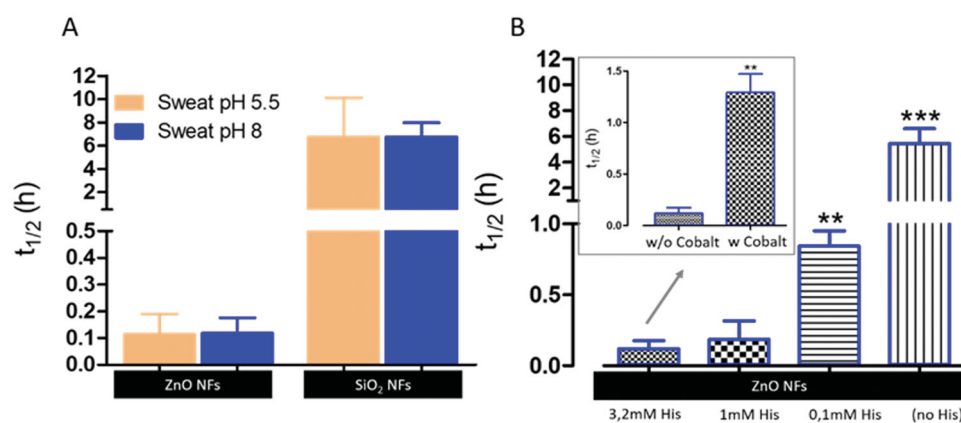 A
t1/2 (h)
12
10
8
6
4
2
0.5
0.4
0.3
0.2
0.1
0.0
Sweat pH 5.5
Sweat pH 8
ZnO NFs
SiO2 NFs
B
t1/2 (h)
12
10
8
6
4
2
1.0
0.5
0.0
t1/2 (h)
1.5
1.0
0.5
0.0
**
w/o Cobalt
w Cobalt
**
***
ZnO NFs
3,2mM His
1mM His
0,1mM His
(no His)